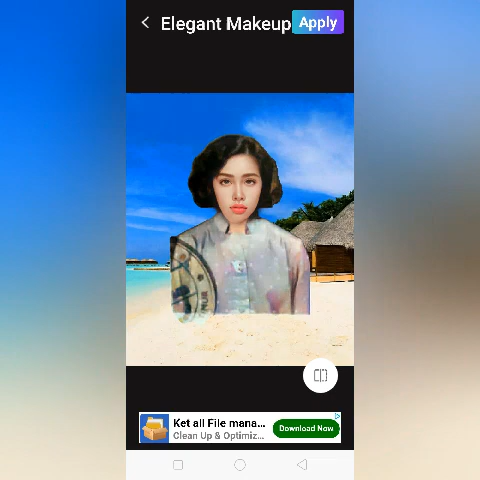 Elegant Makeup
Apply
Ket all File mana...
Clean Up & Optimiz...
Download Now